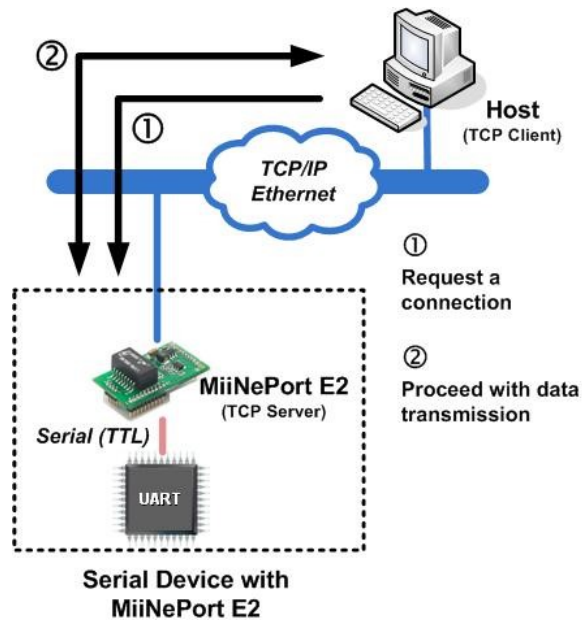 ②
①
Host
(TCP Client)
TCP/IP
Ethernet
①
Request a
connection
②
Proceed with data
transmission
MiiNePort E2
(TCP Server)
Serial (TTL)
UART
Serial Device with
MiiNePort E2